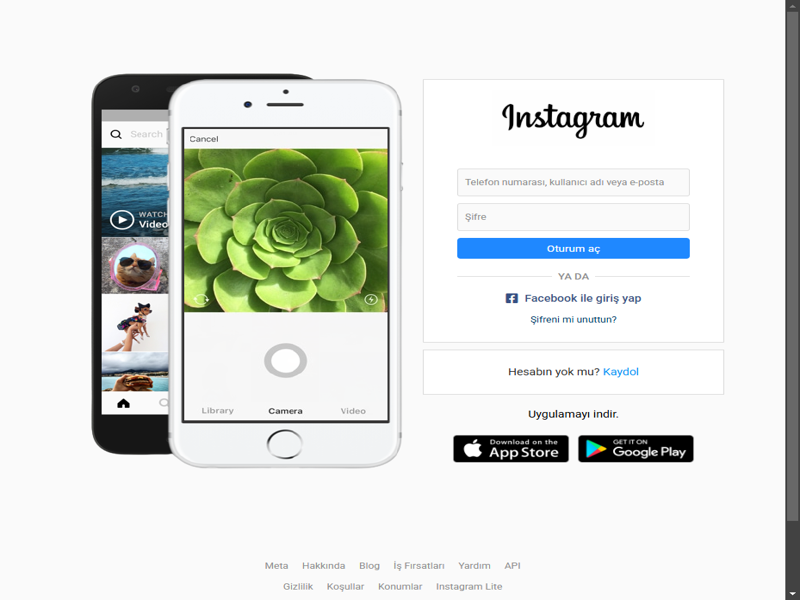 Search
WATCH
Video
Cancel
Library Camera Video
Instagram
Telefon numarası, kullanıcı adı veya e-posta
Şifre
Oturum aç
YA DA
Facebook ile giriş yap
Şifreni mi unuttun?
Hesabın yok mu? Kaydol
Uygulamayı indir.
Download on the
App Store
GET IT ON
Google Play
Meta Hakkında Blog İş Fırsatları Yardım API
Gizlilik Koşullar Konumlar Instagram Lite